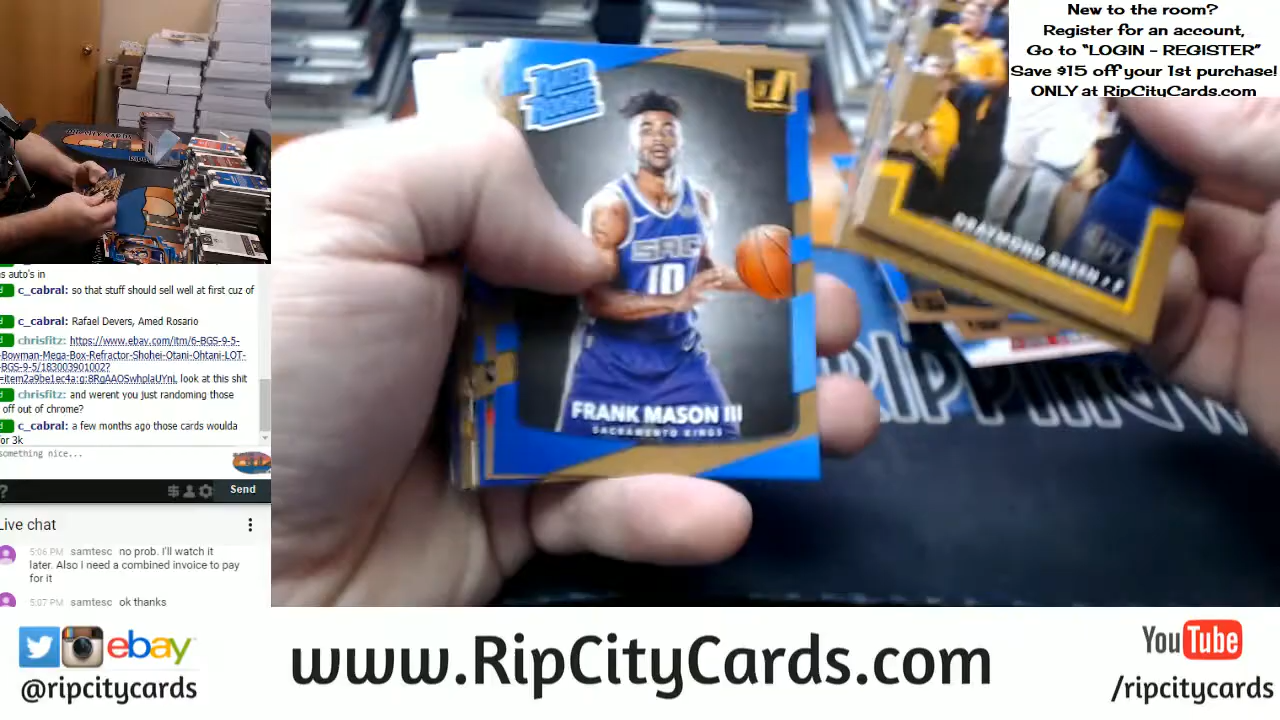 New to the room?
Register for an account,
Go to “LOGIN – REGISTER”
Save $15 off your 1st purchase!
ONLY at RipCityCards.com
RATED
ROOKIE
SAC
10
FRANK MASON III
SACRAMENTO KINGS
DRAYMOND GREEN • F
RIPPING
s auto's in
c_cabral: so that stuff should sell well at first cuz of
c_cabral: Rafael Devers, Amed Rosario
chrisfitz: https://www.ebay.com/itm/6-BGS-9-5-
-Bowman-Mega-Box-Refractor-Shohei-Otani-Ohtani-LOT-
-BGS-9-5/183003901002?
=item2a9be1ec4a:g:8RgAAOSwhplaUYnL look at this shit
chrisfitz: and werent you just randoming those
off out of chrome?
c_cabral: a few months ago those cards woulda
for 3k
something nice...
Send
Live chat
5:06 PM samtesc no prob. I'll watch it
later. Also I need a combined invoice to pay
for it
5:07 PM samtesc ok thanks
ebay
@ripcitycards
www.RipCityCards.com
YouTube
/ripcitycards